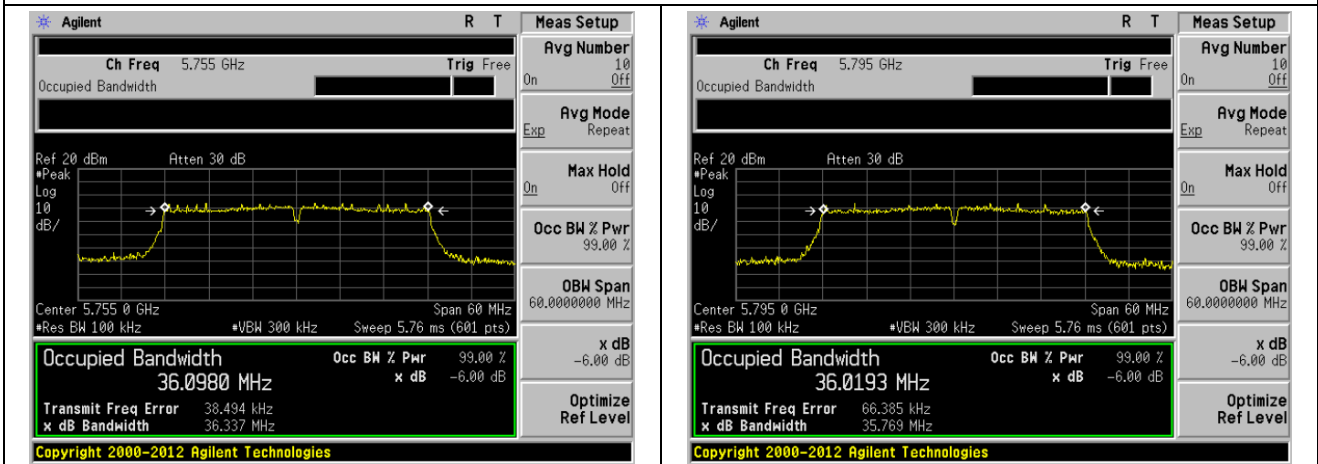 Agilent R T
Meas Setup
Ch Freq 5.755 GHz Trig Free
Occupied Bandwidth
Avg Number
10
On Off
Avg Mode
Exp Repeat
Ref 20 dBm Atten 30 dB
#Peak
Log
10
dB/
Max Hold
On Off
Occ BW % Pwr
99.00 %
OBW Span
60.0000000 MHz
Center 5.755 0 GHz Span 60 MHz
#Res BW 100 kHz #VBW 300 kHz Sweep 5.76 ms (601 pts)
Occupied Bandwidth Occ BW % Pwr 99.00 %
36.0980 MHz x dB -6.00 dB
x dB
-6.00 dB
Transmit Freq Error 38.494 kHz
x dB Bandwidth 36.337 MHz
Optimize
Ref Level
Copyright 2000-2012 Agilent Technologies
Agilent R T
Meas Setup
Ch Freq 5.795 GHz Trig Free
Occupied Bandwidth
Avg Number
10
On Off
Avg Mode
Exp Repeat
Ref 20 dBm Atten 30 dB
#Peak
Log
10
dB/
Max Hold
On Off
Occ BW % Pwr
99.00 %
OBW Span
60.0000000 MHz
Center 5.795 0 GHz Span 60 MHz
#Res BW 100 kHz #VBW 300 kHz Sweep 5.76 ms (601 pts)
Occupied Bandwidth Occ BW % Pwr 99.00 %
36.0193 MHz x dB -6.00 dB
x dB
-6.00 dB
Transmit Freq Error 66.385 kHz
x dB Bandwidth 35.769 MHz
Optimize
Ref Level
Copyright 2000-2012 Agilent Technologies